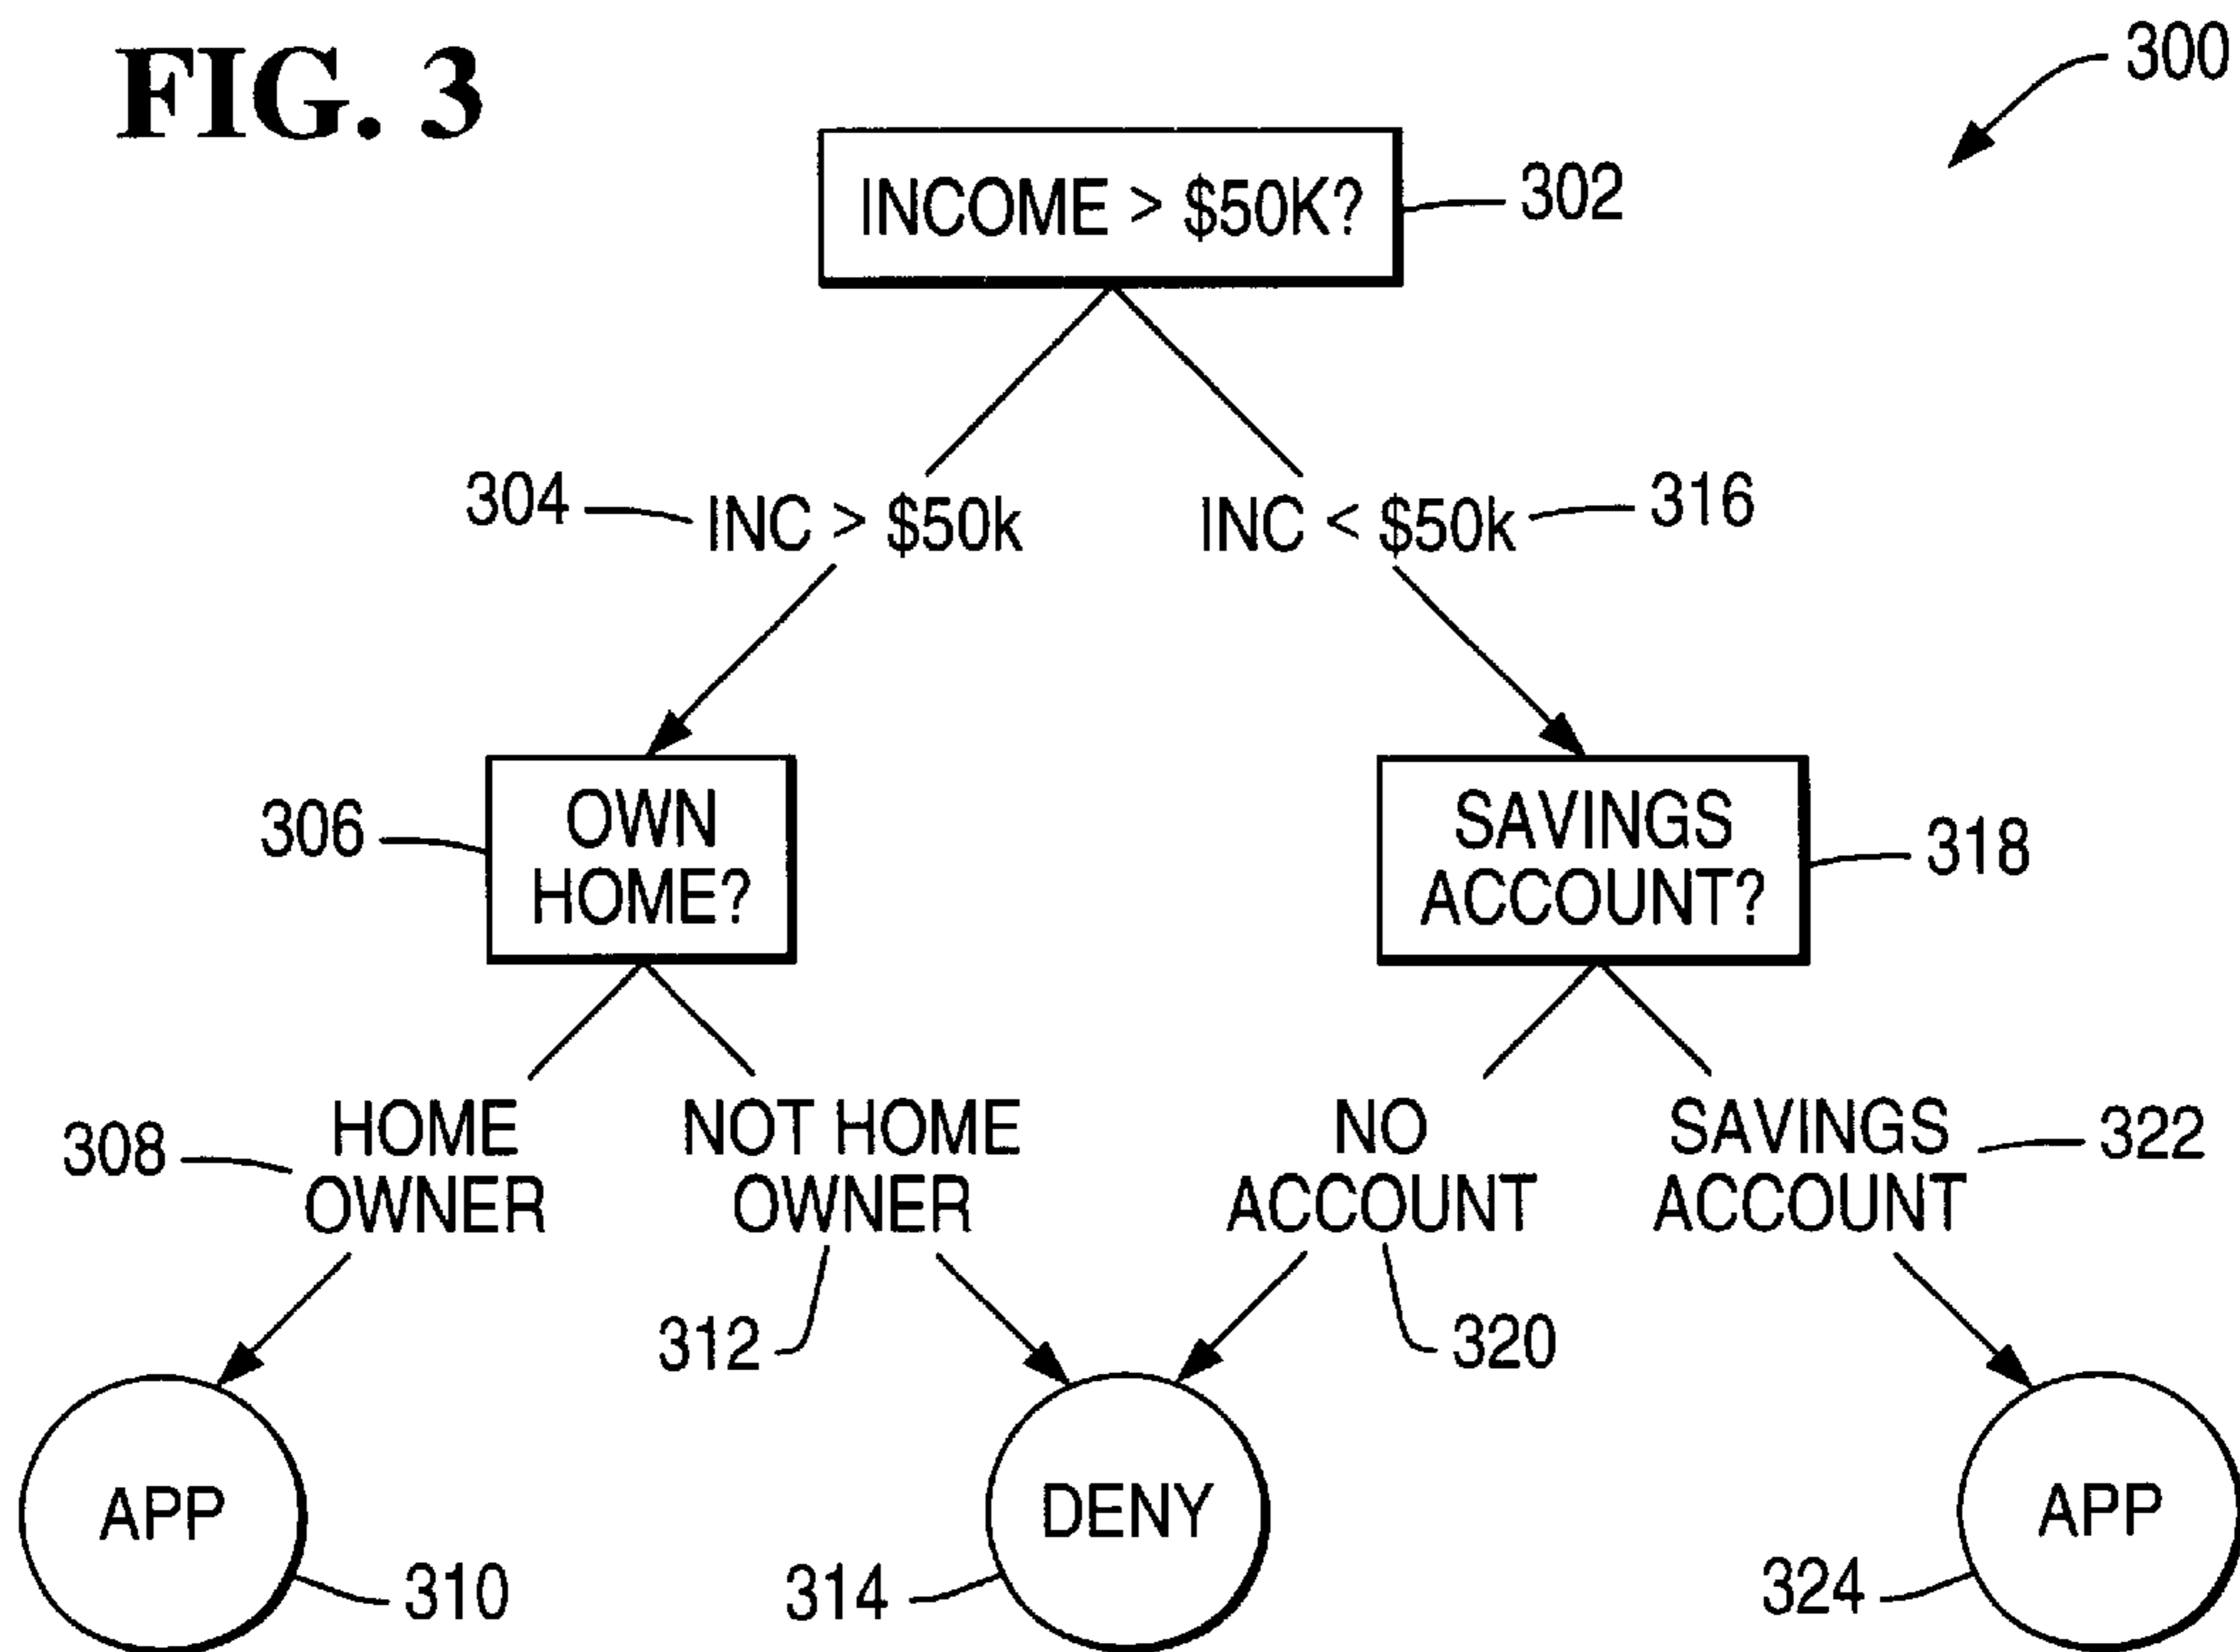 FIG. 3
300
INCOME > $50K?
302
304
INC > $50k
INC < $50k
316
306
OWN
HOME?
SAVINGS
ACCOUNT?
318
308
HOME
OWNER
NOT HOME
OWNER
NO
ACCOUNT
SAVINGS
ACCOUNT
322
312
320
APP
310
DENY
314
APP
324